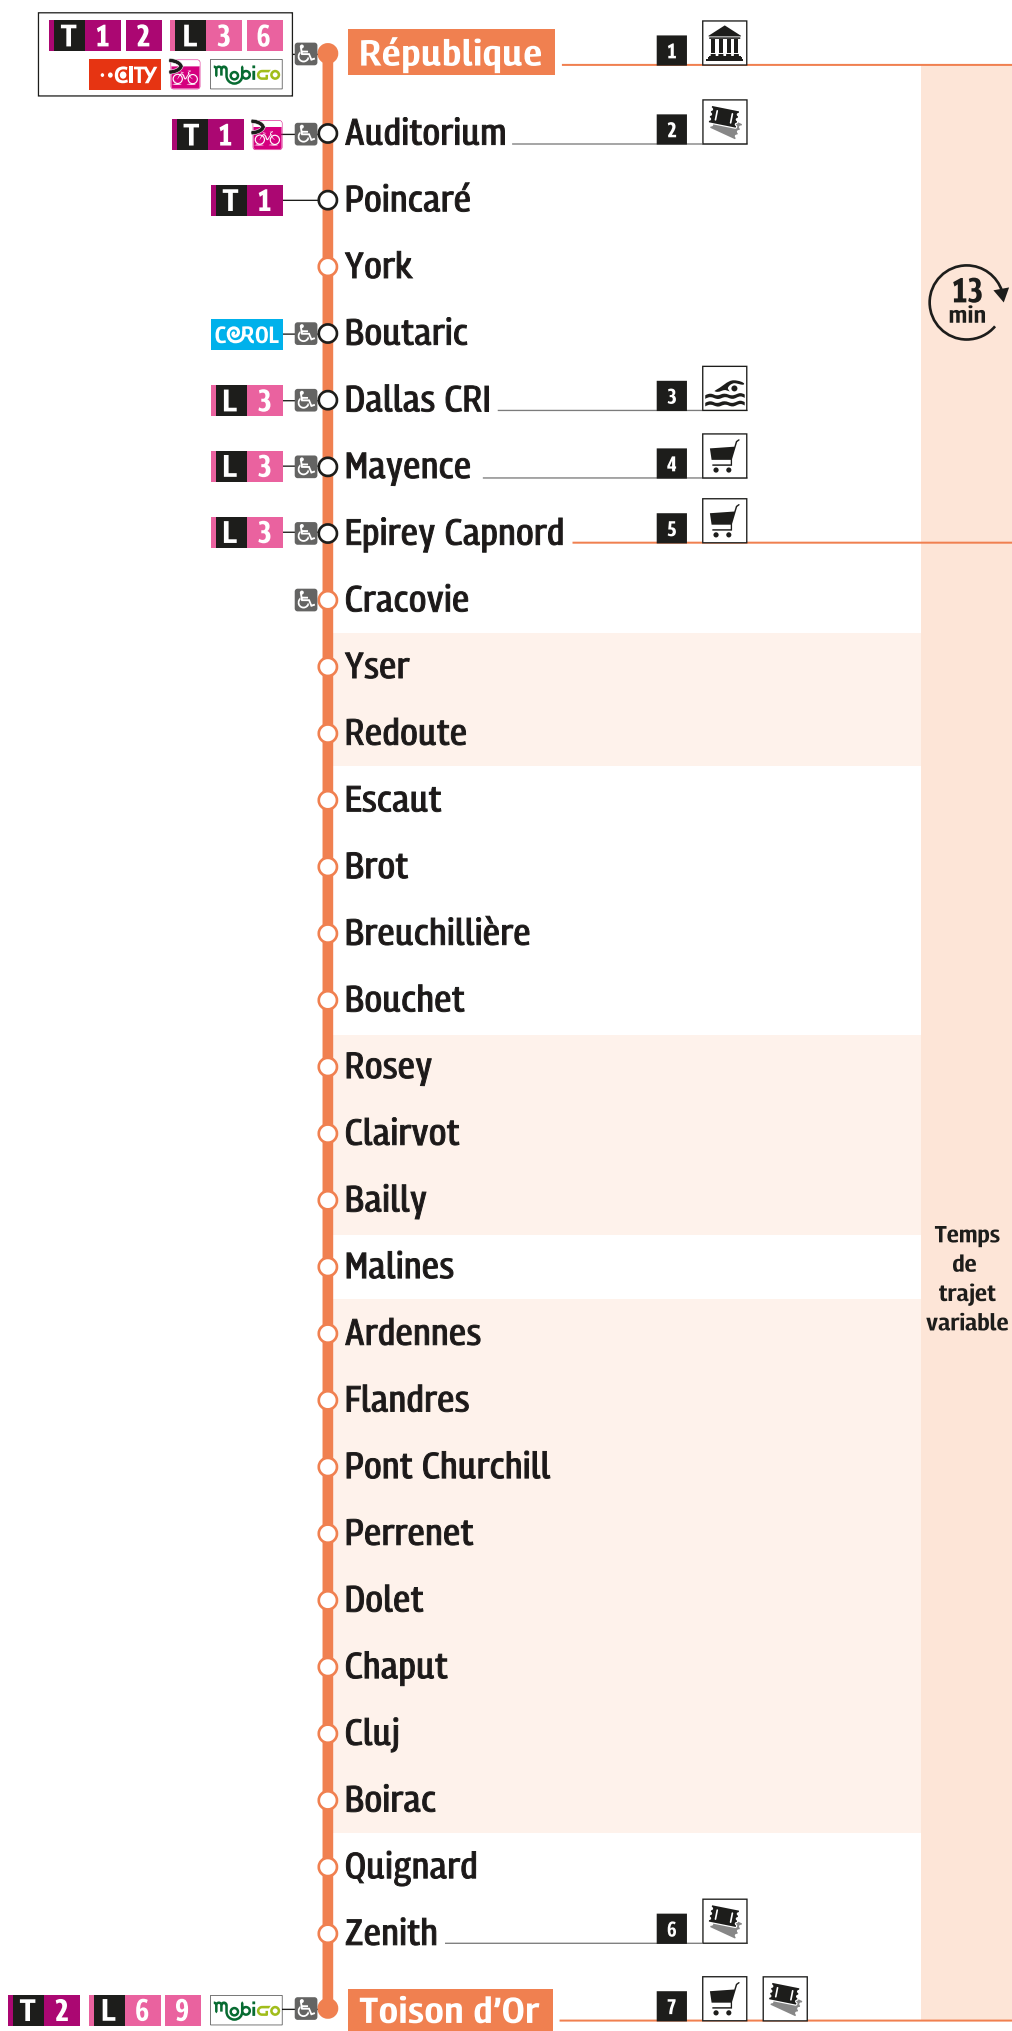 T 1 2 L 3 6
République 1
CITY Mobigo
T 1 Auditorium 2
T 1 Poincaré
York
13
min
COROL Boutaric
L 3 Dallas CRI 3
L 3 Mayence 4
L 3 Epirey Capnord 5
Cracovie
Yser
Redoute
Escaut
Brot
Breuchillière
Bouchet
Rosey
Clairvot
Bailly
Temps
de
trajet
variable
Malines
Ardennes
Flandres
Pont Churchill
Perrenet
Dolet
Chaput
Cluj
Boirac
Quignard
Zenith 6
T 2 L 6 9 Mobigo Toison d'Or 7